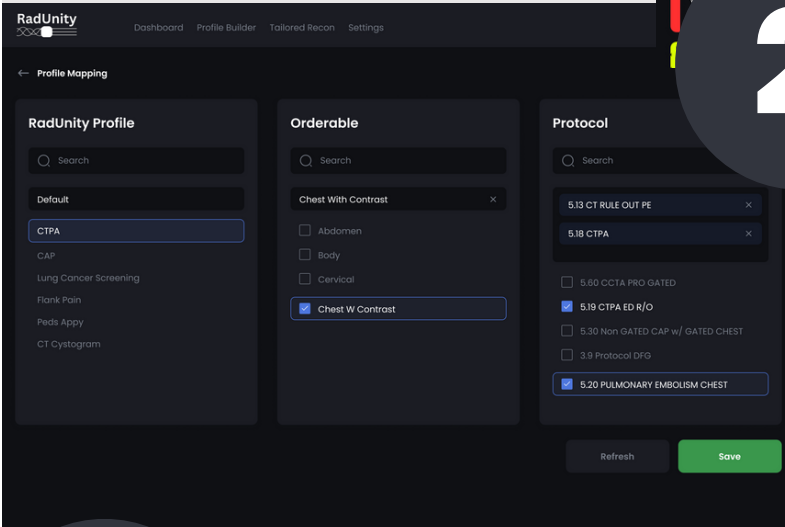 RadUnity
Dashboard Profile Builder Tailored Recon Settings
Profile Mapping
RadUnity Profile
Search
Default
CTPA
CAP
Lung Cancer Screening
Flank Pain
Peds Appy
CT Cystogram
Orderable
Search
Chest With Contrast
Abdomen
Body
Cervical
Chest W Contrast
Protocol
Search
5.13 CT RULE OUT PE
5.18 CTPA
5.60 CCTA PRO GATED
5.19 CTPA ED R/O
5.30 Non GATED CAP w/ GATED CHEST
3.9 Protocol DFG
5.20 PULMONARY EMBOLISM CHEST
Refresh
Save